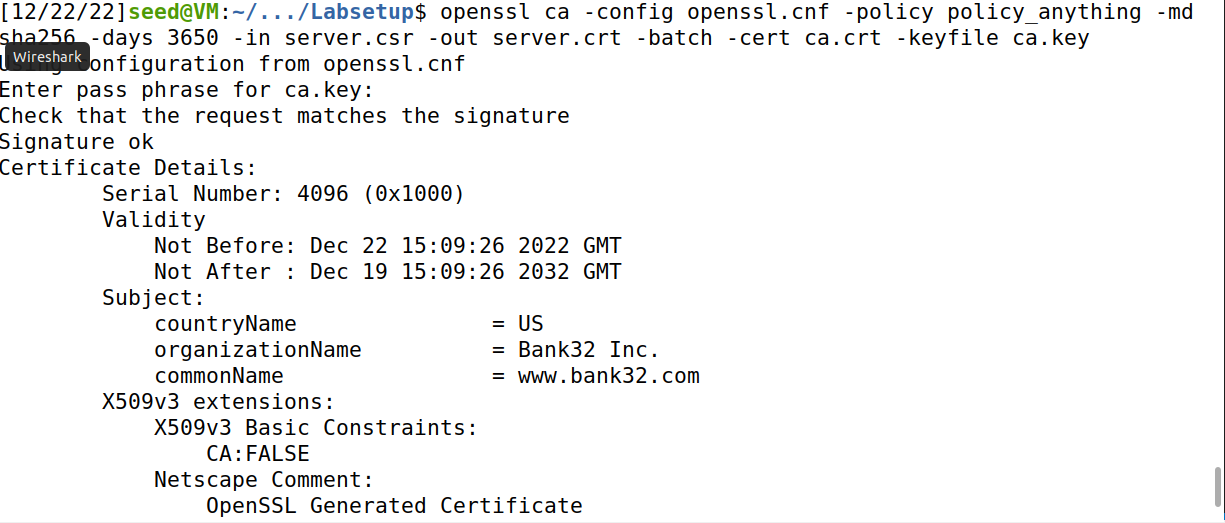 [12/22/22]seed@VM:~/.../Labsetup$ openssl ca -config openssl.cnf -policy policy_anything -md
sha256 -days 3650 -in server.csr -out server.crt -batch -cert ca.crt -keyfile ca.key
Wireshark
Using configuration from openssl.cnf
Enter pass phrase for ca.key:
Check that the request matches the signature
Signature ok
Certificate Details:
        Serial Number: 4096 (0x1000)
        Validity
            Not Before: Dec 22 15:09:26 2022 GMT
            Not After : Dec 19 15:09:26 2032 GMT
        Subject:
            countryName               = US
            organizationName          = Bank32 Inc.
            commonName                = www.bank32.com
        X509v3 extensions:
            X509v3 Basic Constraints:
                CA:FALSE
            Netscape Comment:
                OpenSSL Generated Certificate